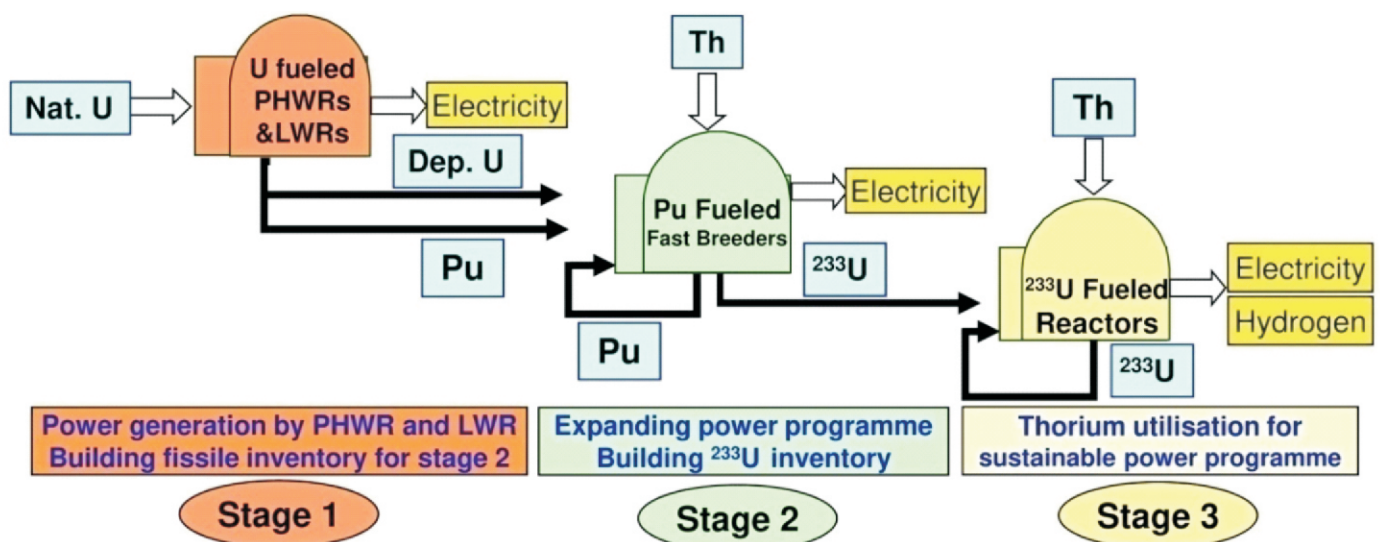 Nat. U
U fueled
PHWRs
&LWRs
Electricity
Dep. U
Pu
Th
Pu Fueled
Fast Breeders
Electricity
Pu
²³³U
Th
²³³U Fueled
Reactors
Electricity
Hydrogen
²³³U
Power generation by PHWR and LWR
Building fissile inventory for stage 2
Stage 1
Expanding power programme
Building ²³³U inventory
Stage 2
Thorium utilisation for
sustainable power programme
Stage 3